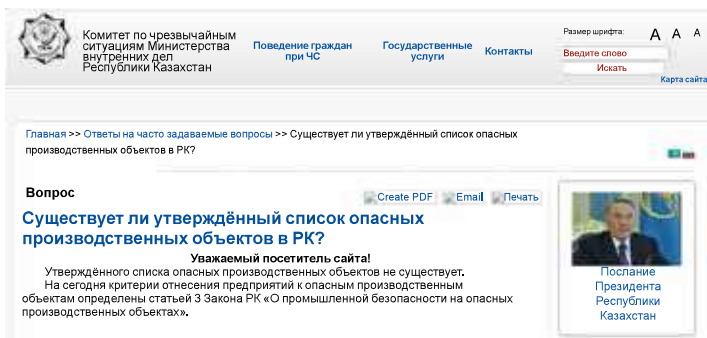 Комитет по чрезвычайным
ситуациям Министерства
внутренних дел
Республики Казахстан
Поведение граждан
при ЧС
Государственные
услуги
Контакты
Размер шрифта: А А А
Введите слово
Искать
Карта сайта
Главная >> Ответы на часто задаваемые вопросы >> Существует ли утверждённый список опасных
производственных объектов в РК?
Вопрос
Create PDF Email Печать
Существует ли утверждённый список опасных
производственных объектов в РК?
Уважаемый посетитель сайта!
Утверждённого списка опасных производственных объектов не существует.
На сегодня критерии отнесения предприятий к опасным производственным
объектам определены статьей 3 Закона РК «О промышленной безопасности на опасных
производственных объектах».
Послание
Президента
Республики
Казахстан